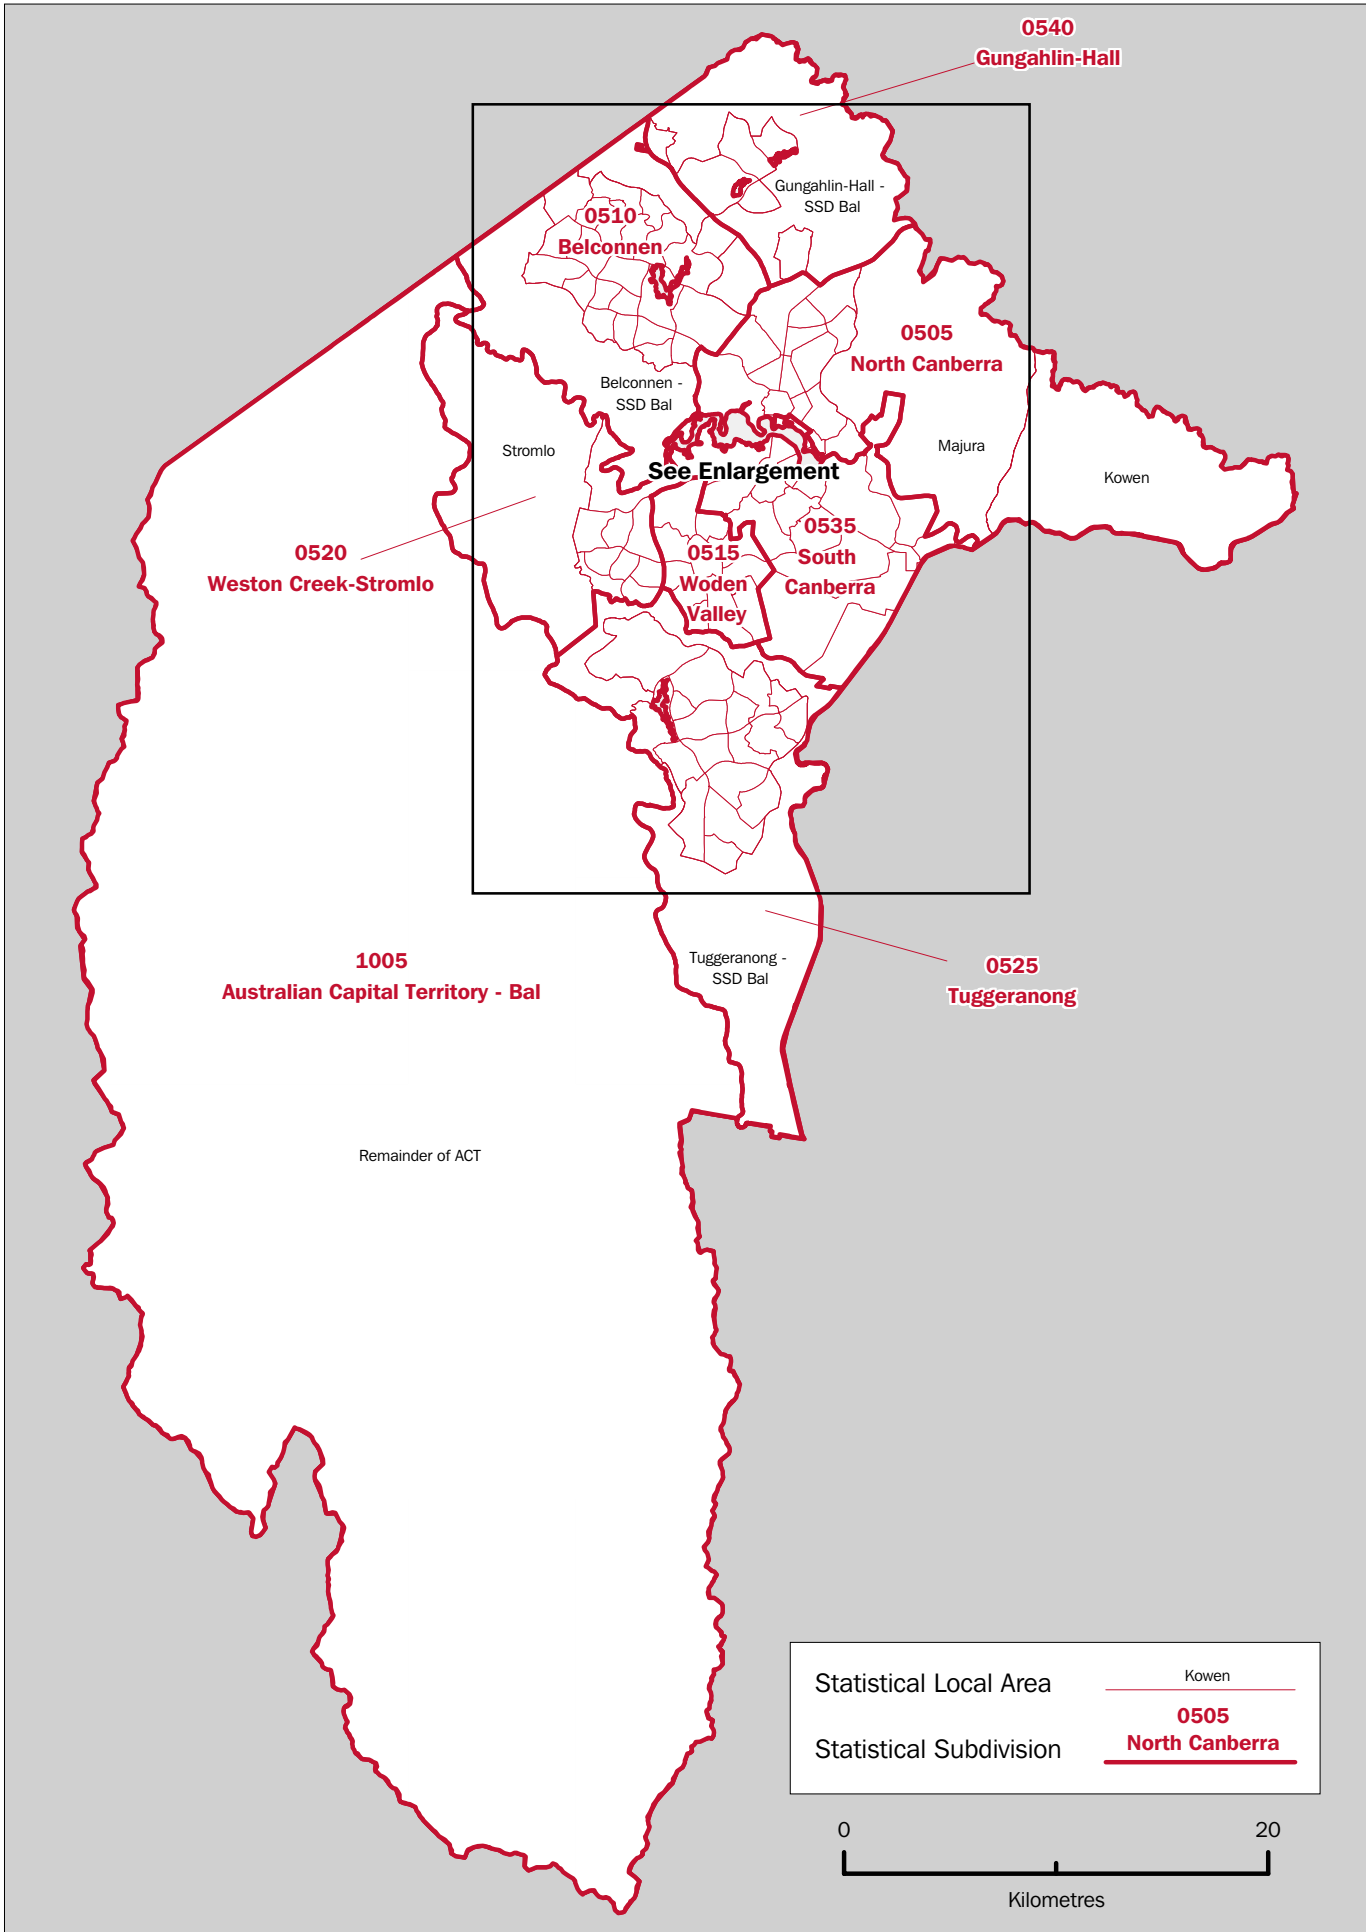 0540
Gungahlin-Hall
Gungahlin-Hall -
SSD Bal
0510
Belconnen
0505
North Canberra
Belconnen -
SSD Bal
Stromlo
Majura
See Enlargement
Kowen
0520
Weston Creek-Stromlo
0515
Woden
Valley
0535
South
Canberra
1005
Australian Capital Territory - Bal
Tuggeranong -
SSD Bal
0525
Tuggeranong
Remainder of ACT
Statistical Local Area
Kowen
Statistical Subdivision
0505
North Canberra
0
20
Kilometres